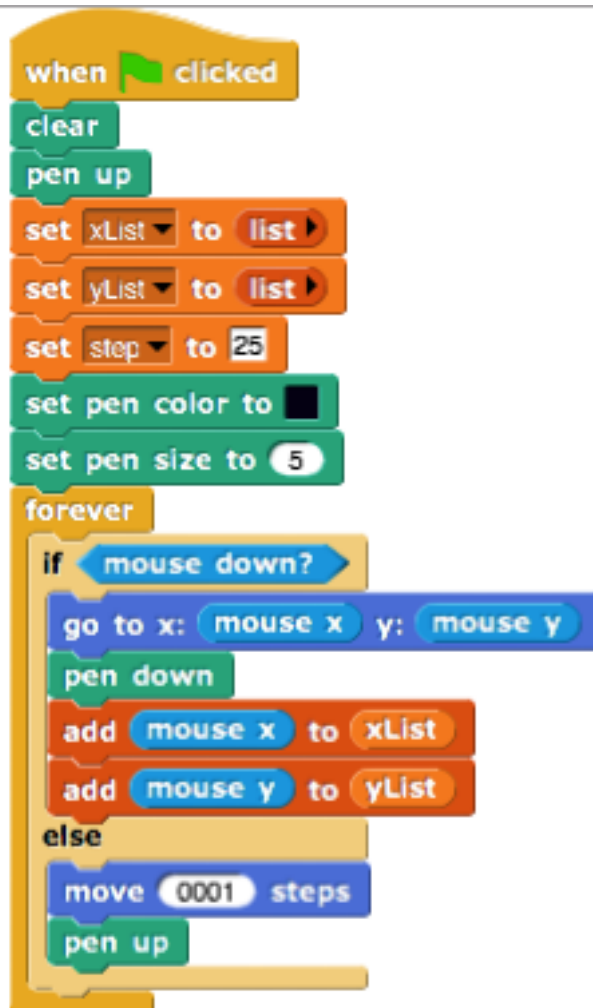 when clicked
clear
pen up
set xList to list
set yList to list
set step to 25
set pen color to
set pen size to 5
forever
if mouse down?
go to x: mouse x y: mouse y
pen down
add mouse x to xList
add mouse y to yList
else
move 0001 steps
pen up